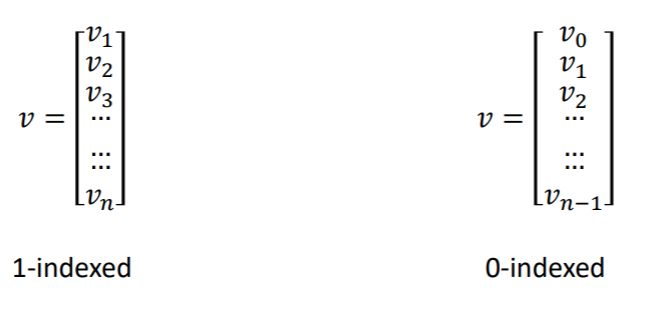 v = [v₁ v₂ v₃ ... ... ... vₙ]
v = [v₀ v₁ v₂ ... ... ... vₙ₋₁]
1-indexed
0-indexed